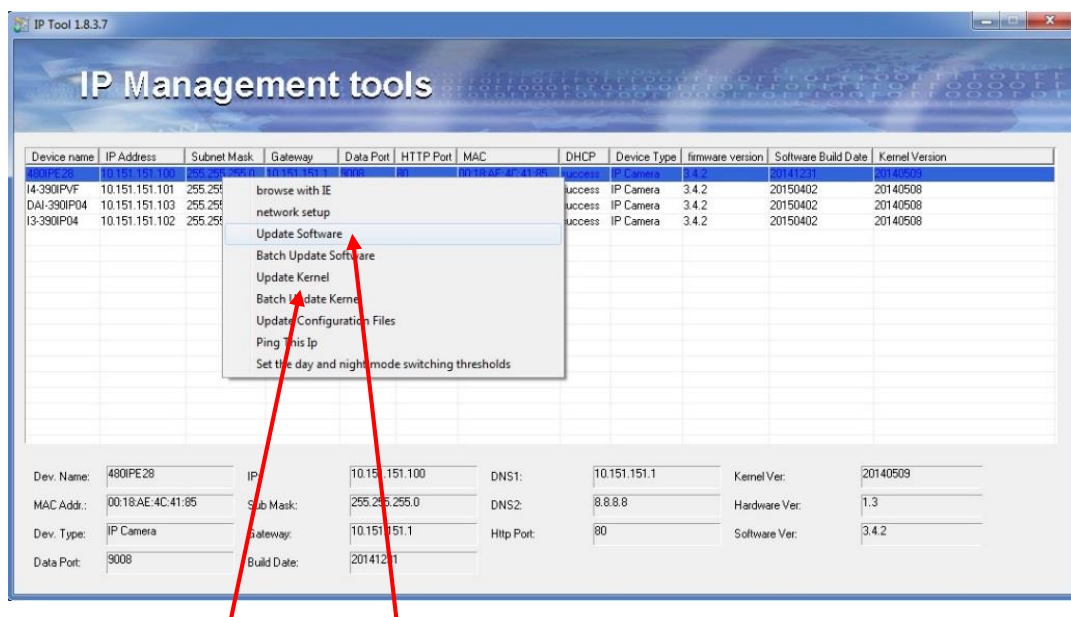 IP Tool 1.8.3.7
IP Management tools
Device name IP Address Subnet Mask Gateway Data Port HTTP Port MAC DHCP Device Type firmware version Software Build Date Kernel Version
480IPE28 10.151.151.100 255.255.255.0 10.151.151.1 9008 80 00:18:AE:4C:41:85 success IP Camera 3.4.2 20141231 20140509
I4-390IPVF 10.151.151.101 255.255 success IP Camera 3.4.2 20150402 20140508
DAI-390IP04 10.151.151.103 255.255 success IP Camera 3.4.2 20150402 20140508
I3-390IP04 10.151.151.102 255.255 success IP Camera 3.4.2 20150402 20140508
browse with IE
network setup
Update Software
Batch Update Software
Update Kernel
Batch Update Kernel
Update Configuration Files
Ping This Ip
Set the day and night mode switching thresholds
Dev. Name: 480IPE28 IP: 10.151.151.100 DNS1: 10.151.151.1 Kernel Ver: 20140509
MAC Addr.: 00:18:AE:4C:41:85 Sub Mask: 255.255.255.0 DNS2: 8.8.8.8 Hardware Ver: 1.3
Dev. Type: IP Camera Gateway: 10.151.151.1 Http Port: 80 Software Ver: 3.4.2
Data Port: 9008 Build Date: 20141231